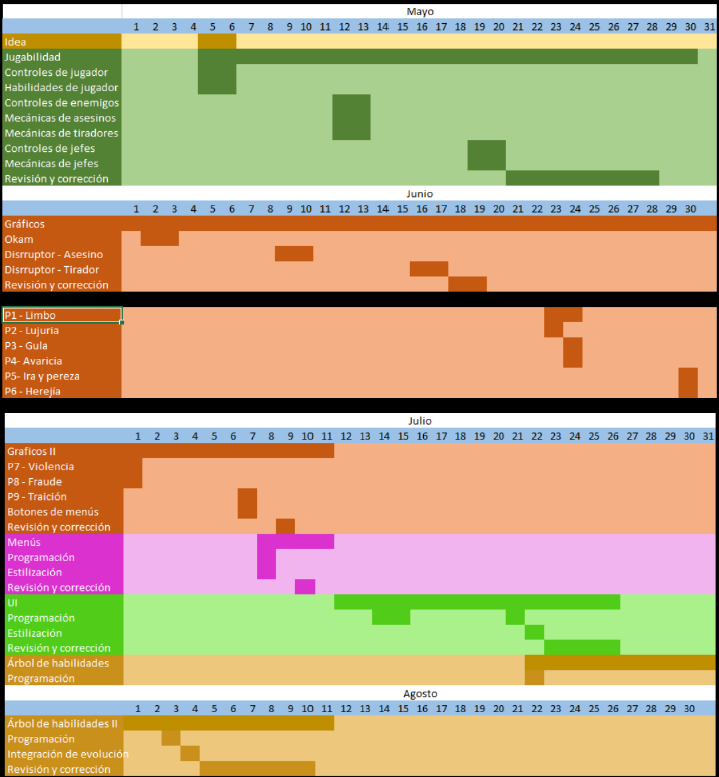 Mayo
1 2 3 4 5 6 7 8 9 10 11 12 13 14 15 16 17 18 19 20 21 22 23 24 25 26 27 28 29 30 31
Idea
Jugabilidad
Controles de jugador
Habilidades de jugador
Controles de enemigos
Mecánicas de asesinos
Mecánicas de tiradores
Controles de jefes
Mecánicas de jefes
Revisión y corrección
Junio
1 2 3 4 5 6 7 8 9 10 11 12 13 14 15 16 17 18 19 20 21 22 23 24 25 26 27 28 29 30
Gráficos
Okam
Disrruptor - Asesino
Disrruptor - Tirador
Revisión y corrección
P1 - Limbo
P2 - Lujuria
P3 - Gula
P4- Avaricia
P5- Ira y pereza
P6 - Herejía
Julio
1 2 3 4 5 6 7 8 9 10 11 12 13 14 15 16 17 18 19 20 21 22 23 24 25 26 27 28 29 30 31
Graficos II
P7 - Violencia
P8 - Fraude
P9 - Traición
Botones de menús
Revisión y corrección
Menús
Programación
Estilización
Revisión y corrección
UI
Programación
Estilización
Revisión y corrección
Árbol de habilidades
Programación
Agosto
1 2 3 4 5 6 7 8 9 10 11 12 13 14 15 16 17 18 19 20 21 22 23 24 25 26 27 28 29 30
Árbol de habilidades II
Programación
Integración de evolución
Revisión y corrección